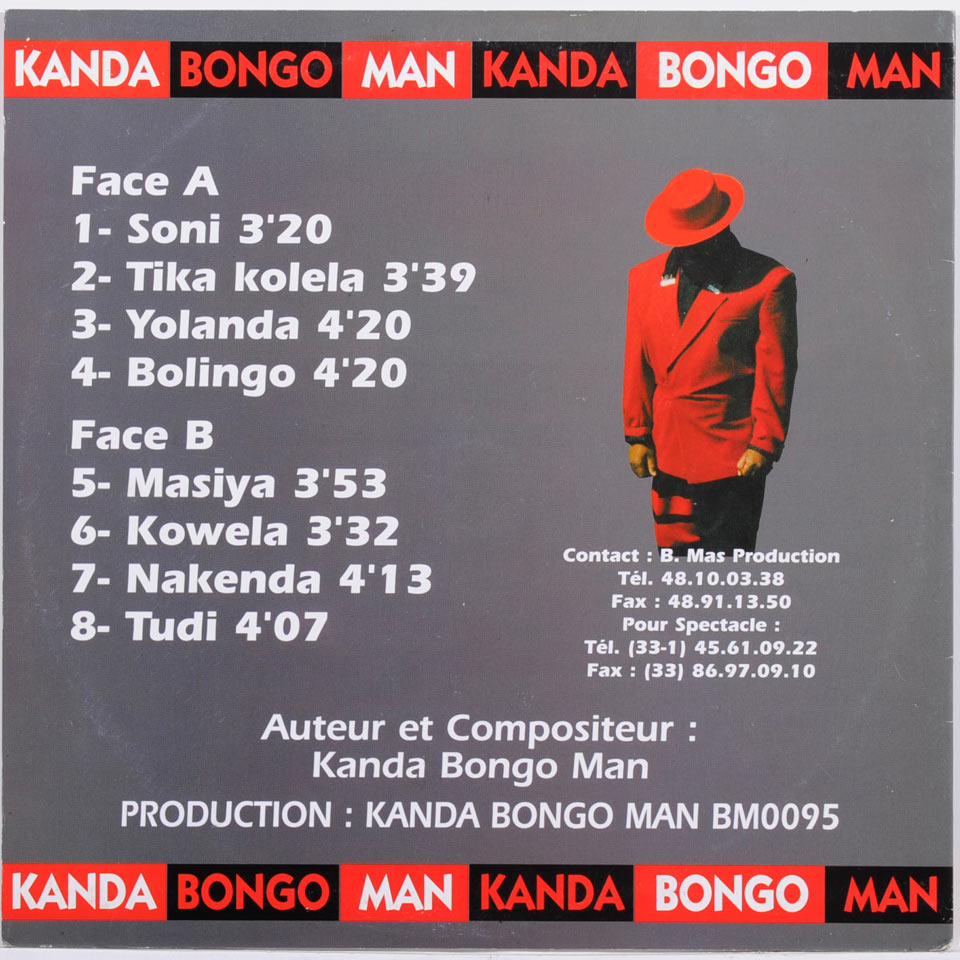 KANDA BONGO MAN KANDA BONGO MAN
Face A
1- Soni 3'20
2- Tika kolela 3'39
3- Yolanda 4'20
4- Bolingo 4'20
Face B
5- Masiya 3'53
6- Kowela 3'32
7- Nakenda 4'13
8- Tudi 4'07
Contact : B. Mas Production
Tél. 48.10.03.38
Fax : 48.91.13.50
Pour Spectacle :
Tél. (33-1) 45.61.09.22
Fax : (33) 86.97.09.10
Auteur et Compositeur :
Kanda Bongo Man
PRODUCTION : KANDA BONGO MAN BM0095
KANDA BONGO MAN KANDA BONGO MAN